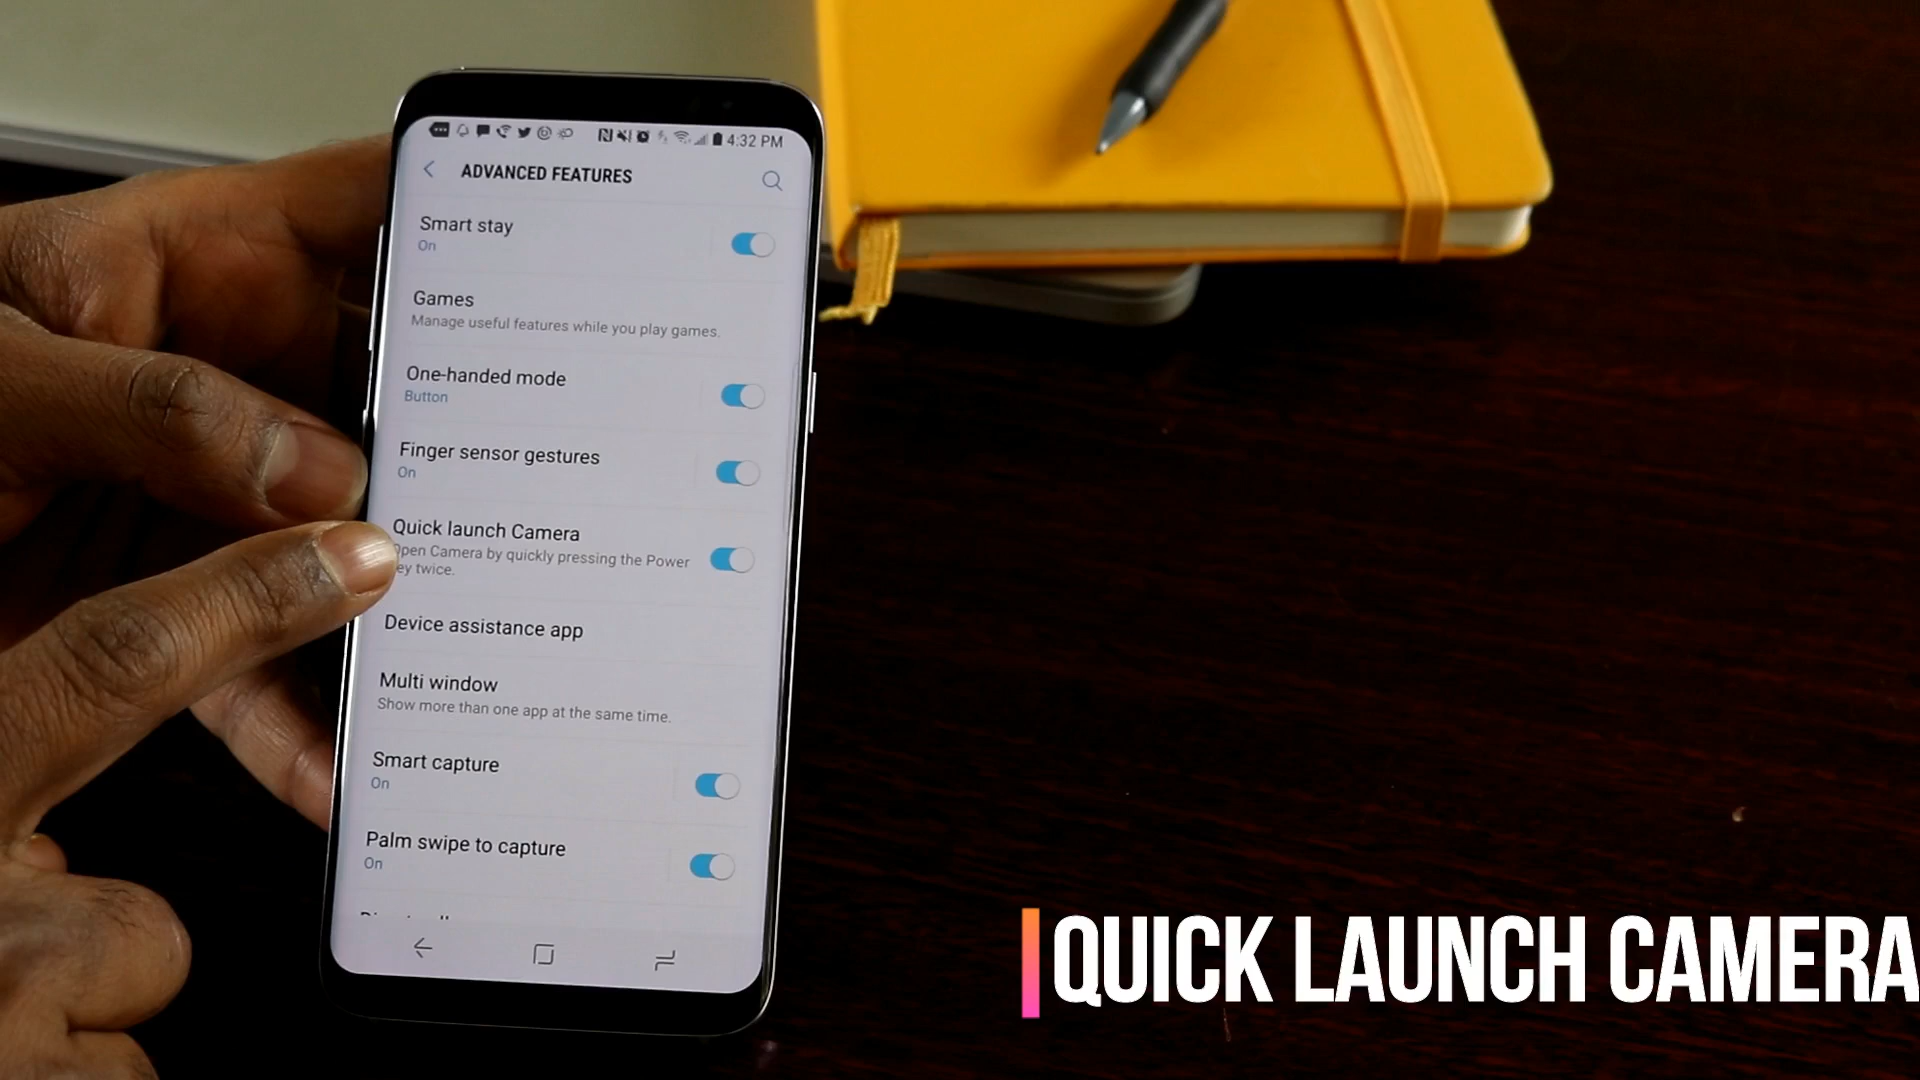 4:32 PM
ADVANCED FEATURES
Smart stay
On
Games
Manage useful features while you play games.
One-handed mode
Button
Finger sensor gestures
On
Quick launch Camera
Open Camera by quickly pressing the Power
ey twice.
Device assistance app
Multi window
Show more than one app at the same time.
Smart capture
On
Palm swipe to capture
On
QUICK LAUNCH CAMERA